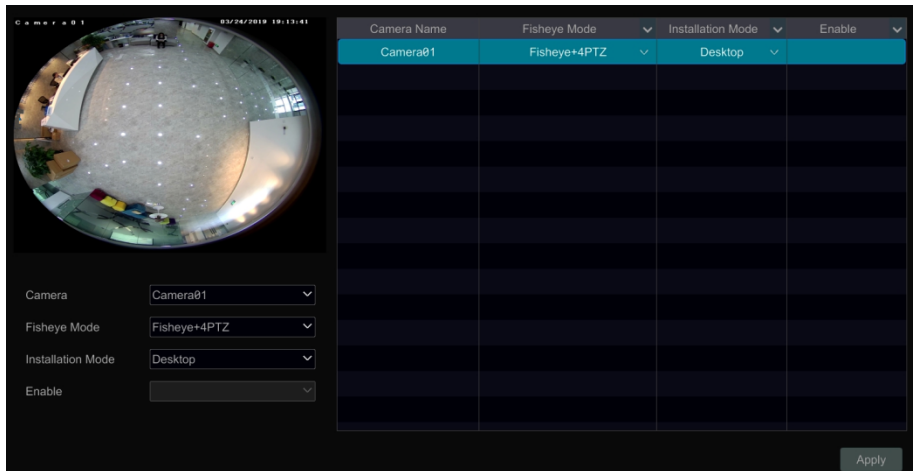 Camera01 03/24/2019 19:13:41
Camera Name Fisheye Mode Installation Mode Enable
Camera01 Fisheye+4PTZ Desktop
Camera Camera01
Fisheye Mode Fisheye+4PTZ
Installation Mode Desktop
Enable
Apply